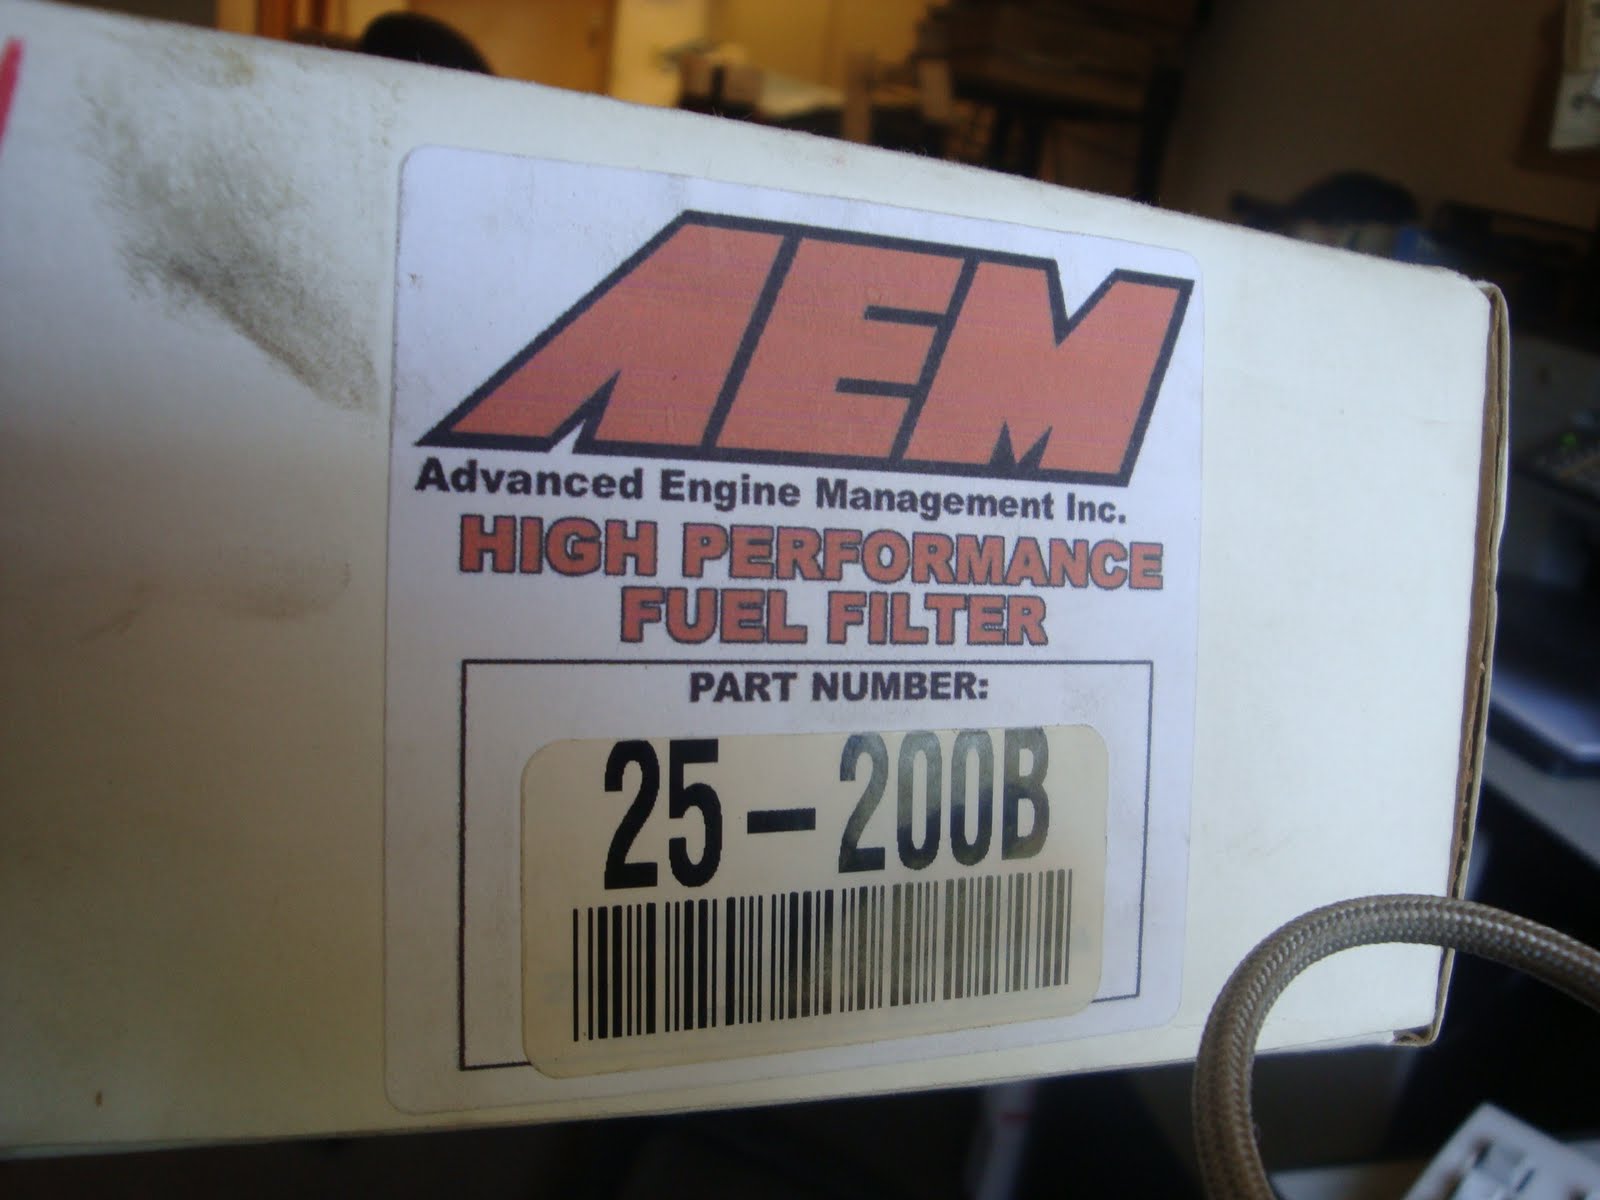 AEM
Advanced Engine Management Inc.
HIGH PERFORMANCE
FUEL FILTER
PART NUMBER:
25-200B